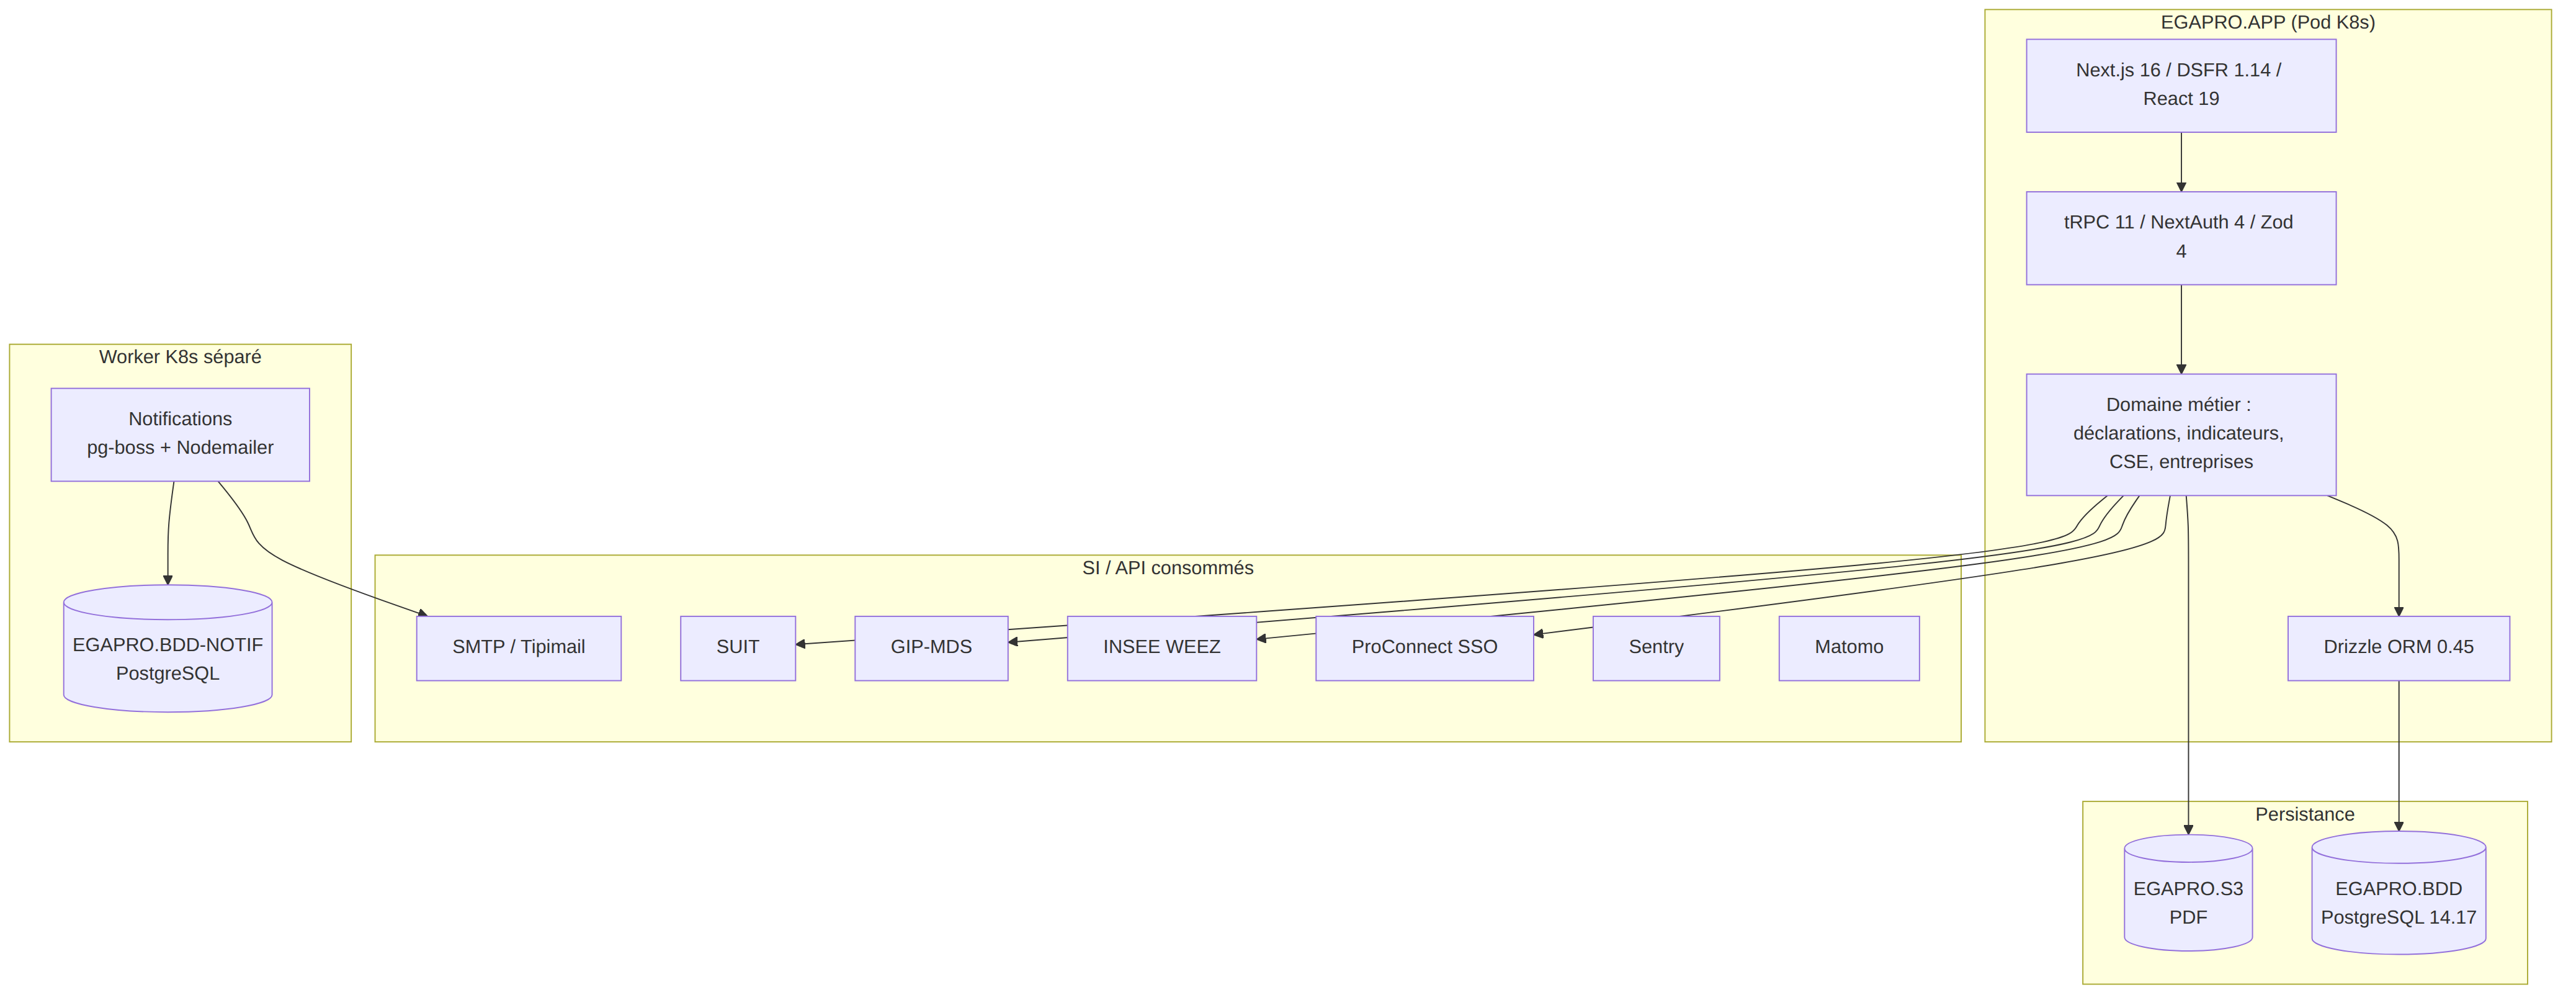 EGAPRO.APP (Pod K8s)
Next.js 16 / DSFR 1.14 /
React 19
tRPC 11 / NextAuth 4 / Zod
4
Domaine métier :
déclarations, indicateurs,
CSE, entreprises
Drizzle ORM 0.45
Worker K8s séparé
Notifications
pg-boss + Nodemailer
EGAPRO.BDD-NOTIF
PostgreSQL
SI / API consommés
SMTP / Tipimail
SUIT
GIP-MDS
INSEE WEEZ
ProConnect SSO
Sentry
Matomo
Persistance
EGAPRO.S3
PDF
EGAPRO.BDD
PostgreSQL 14.17